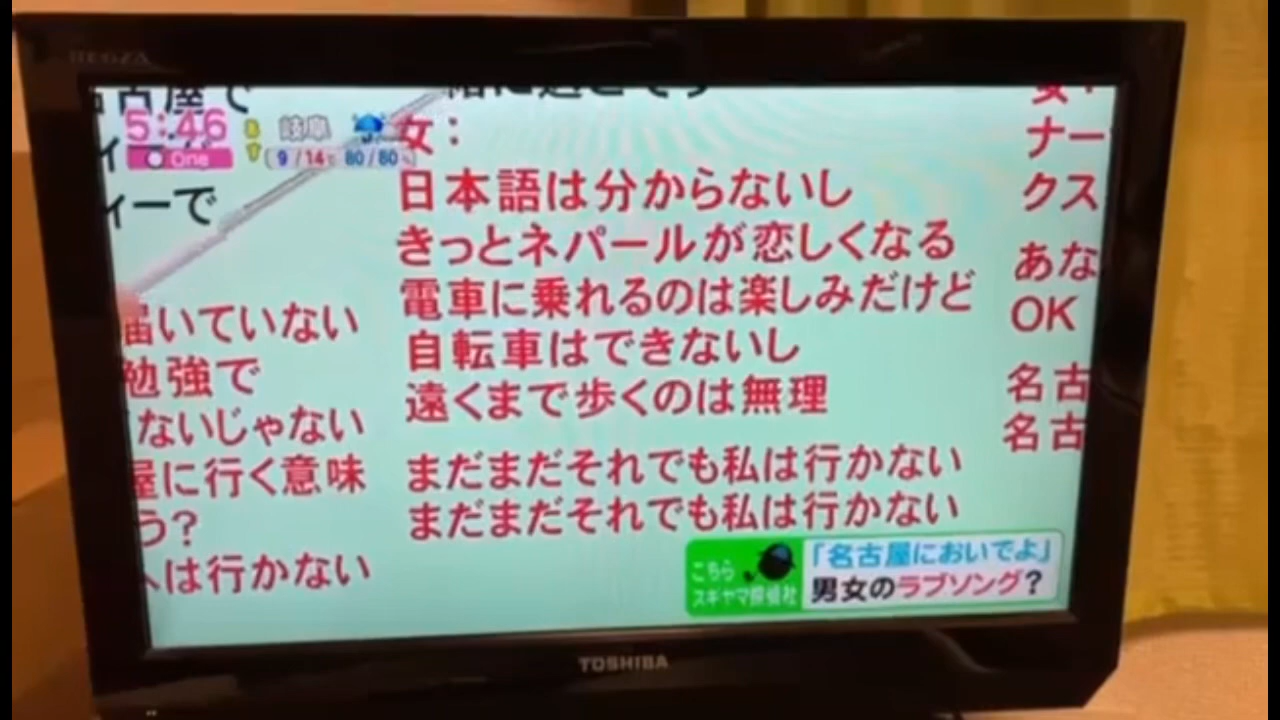 REGZA
名古屋で
5:46
One
あす
岐阜
9/14℃ 80/80%
ィーで
届いていない
勉強で
ないじゃない
屋に行く意味
う?
は行かない
女:
日本語は分からないし
きっとネパールが恋しくなる
電車に乗れるのは楽しみだけど
自転車はできないし
遠くまで歩くのは無理
まだまだそれでも私は行かない
まだまだそれでも私は行かない
ナー
クス
あな
OK
名古
名古
こちら
スギヤマ探偵社
「名古屋においでよ」
男女のラブソング?
TOSHIBA